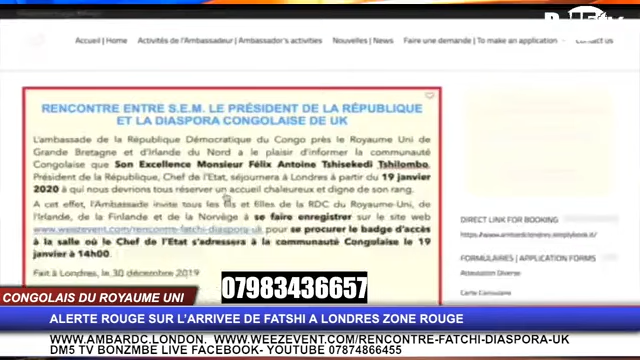 Accueil | Home
Activités de l'Ambassadeur | Ambassador's activities
Nouvelles | News
Faire une demande | To make an application
Contact us
RENCONTRE ENTRE S.E.M. LE PRÉSIDENT DE LA RÉPUBLIQUE
ET LA DIASPORA CONGOLAISE DE UK
L'ambassade de la République Démocratique du Congo près le Royaume Uni de
Grande Bretagne et d'Irlande du Nord a le plaisir d'informer la communauté
Congolaise que Son Excellence Monsieur Félix Antoine Tshisekedi Tshilombo,
Président de la République, Chef de l'Etat, séjournera à Londres à partir du 19 janvier
2020 à qui nous devrions tous réserver un accueil chaleureux et digne de son rang.
A cet effet, l'Ambassade invite tous les fils et filles de la RDC du Royaume-Uni, de
l'Irlande, de la Finlande et de la Norvège à se faire enregistrer sur le site web
www.weezevent.com/rencontre-fatchi-diaspora-uk pour se procurer le badge d'accès
à la salle où le Chef de l'Etat s'adressera à la communauté Congolaise le 19
janvier à 14h00.
Fait à Londres, le 30 décembre 2019
DIRECT LINK FOR BOOKING
https://www.ambardclondres.simplybook.it/
FORMULAIRES | APPLICATION FORMS
Attestation Diverse
Carte Consulaire
07983436657
CONGOLAIS DU ROYAUME UNI
ALERTE ROUGE SUR L'ARRIVEE DE FATSHI A LONDRES ZONE ROUGE
WWW.AMBARDC.LONDON. WWW.WEEZEVENT.COM/RENCONTRE-FATCHI-DIASPORA-UK
DM5 TV BONZMBE LIVE FACEBOOK- YOUTUBE 07874866455